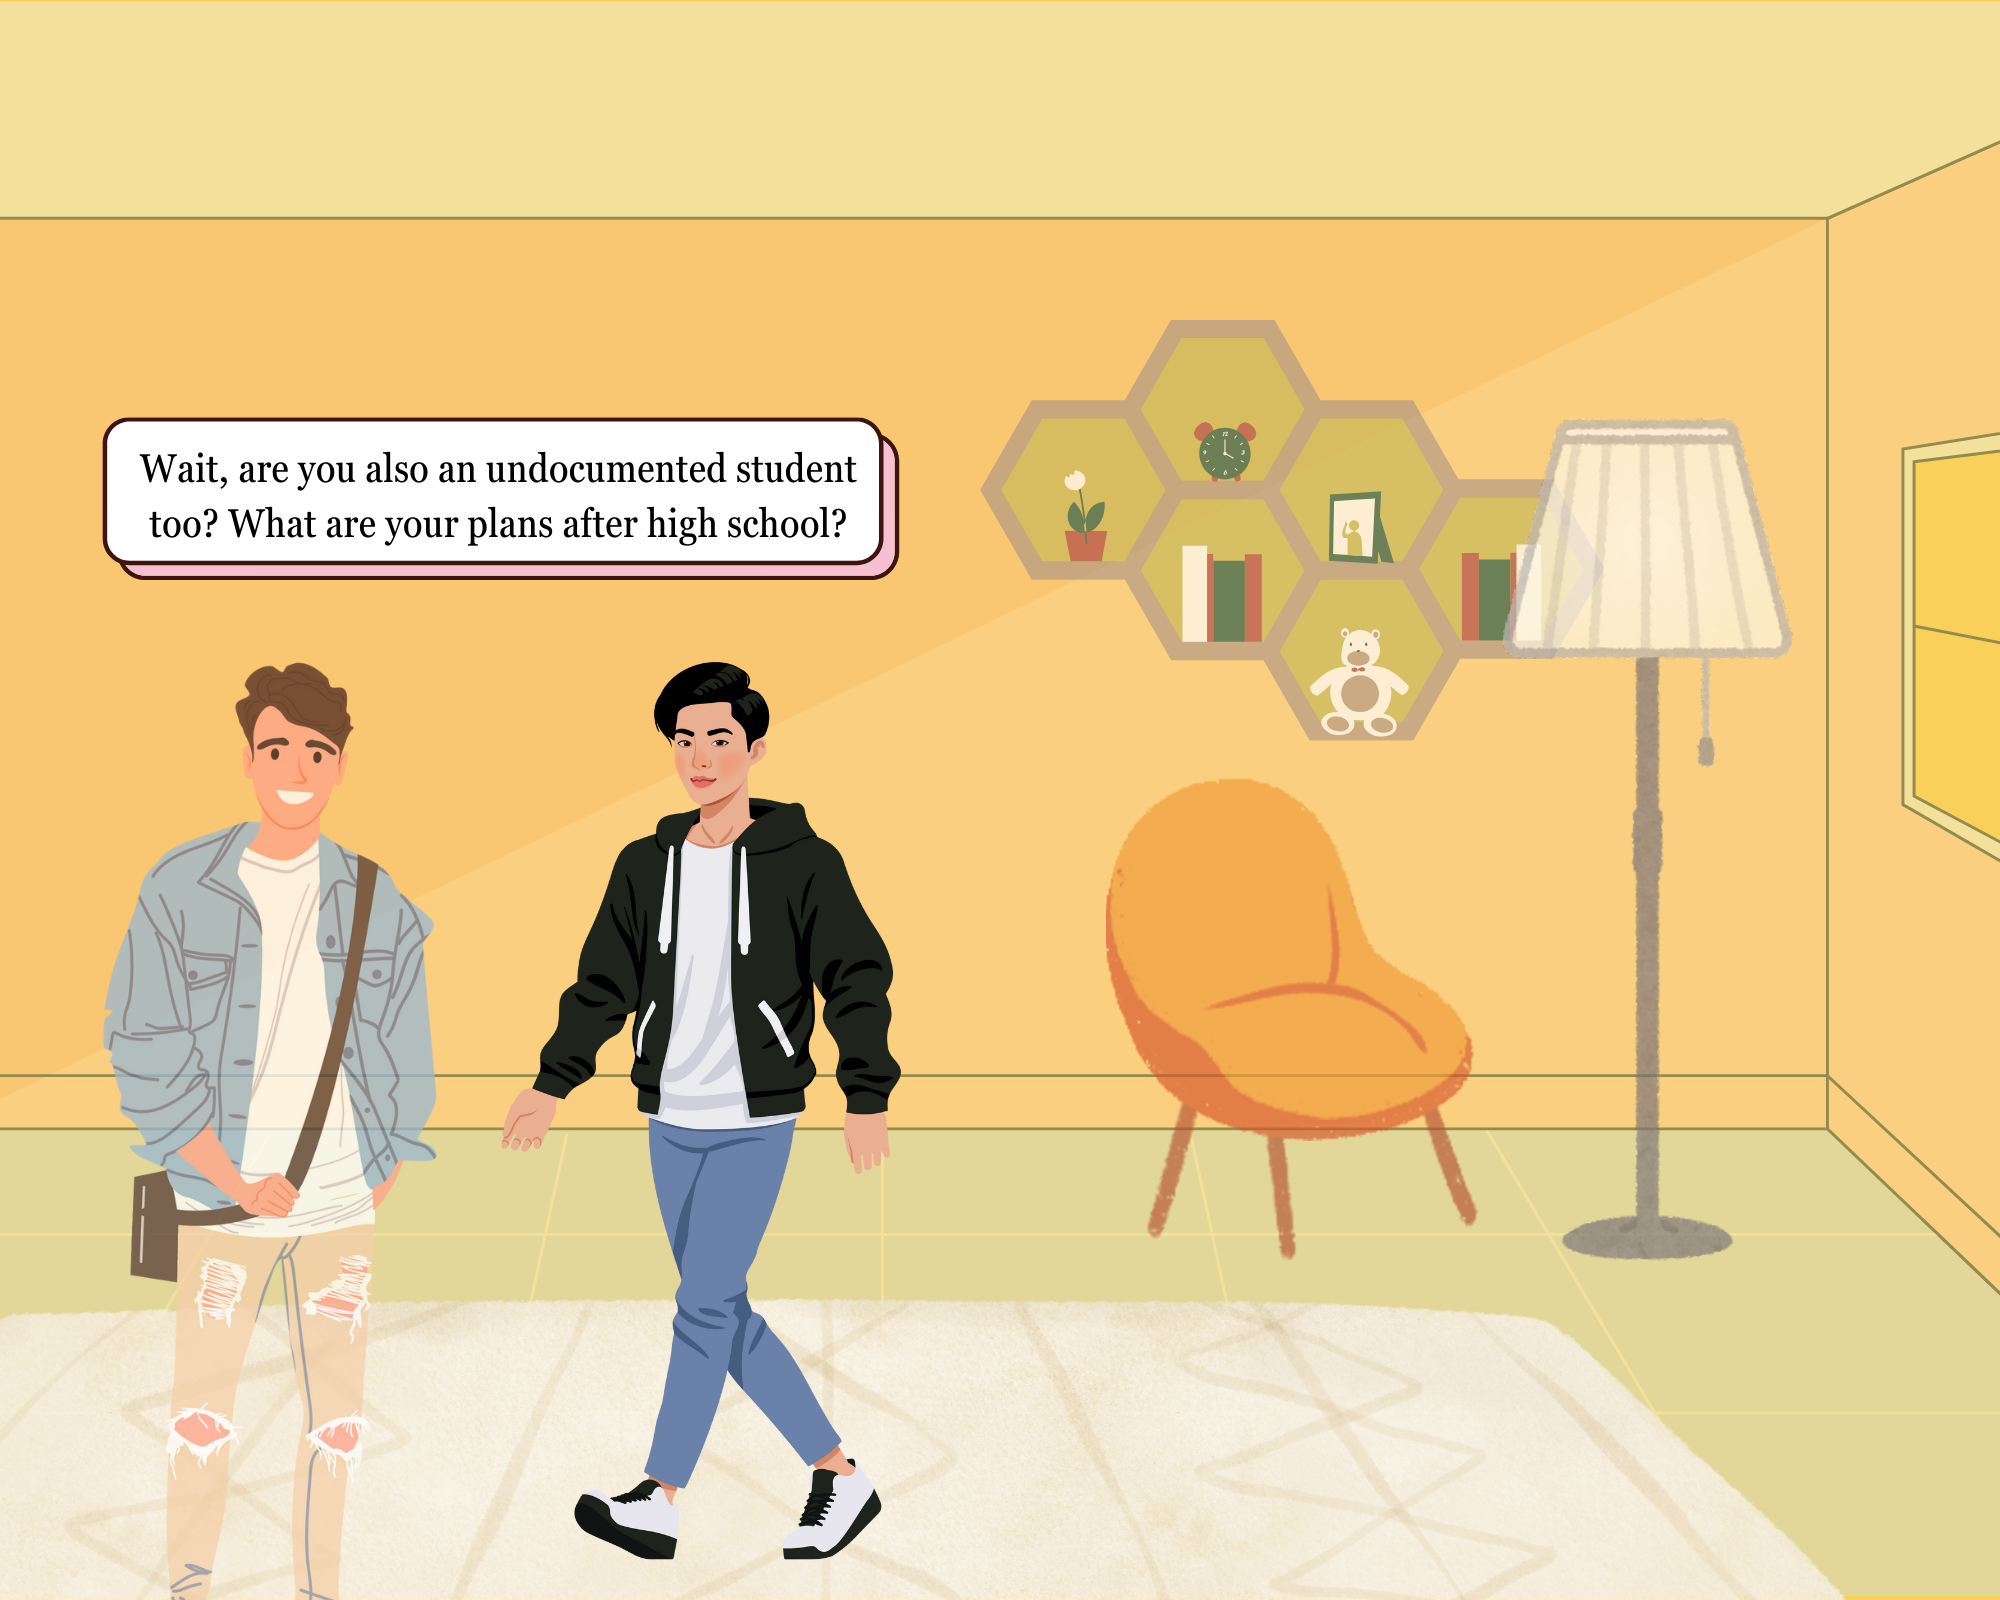 Wait, are you also an undocumented student
too? What are your plans after high school?